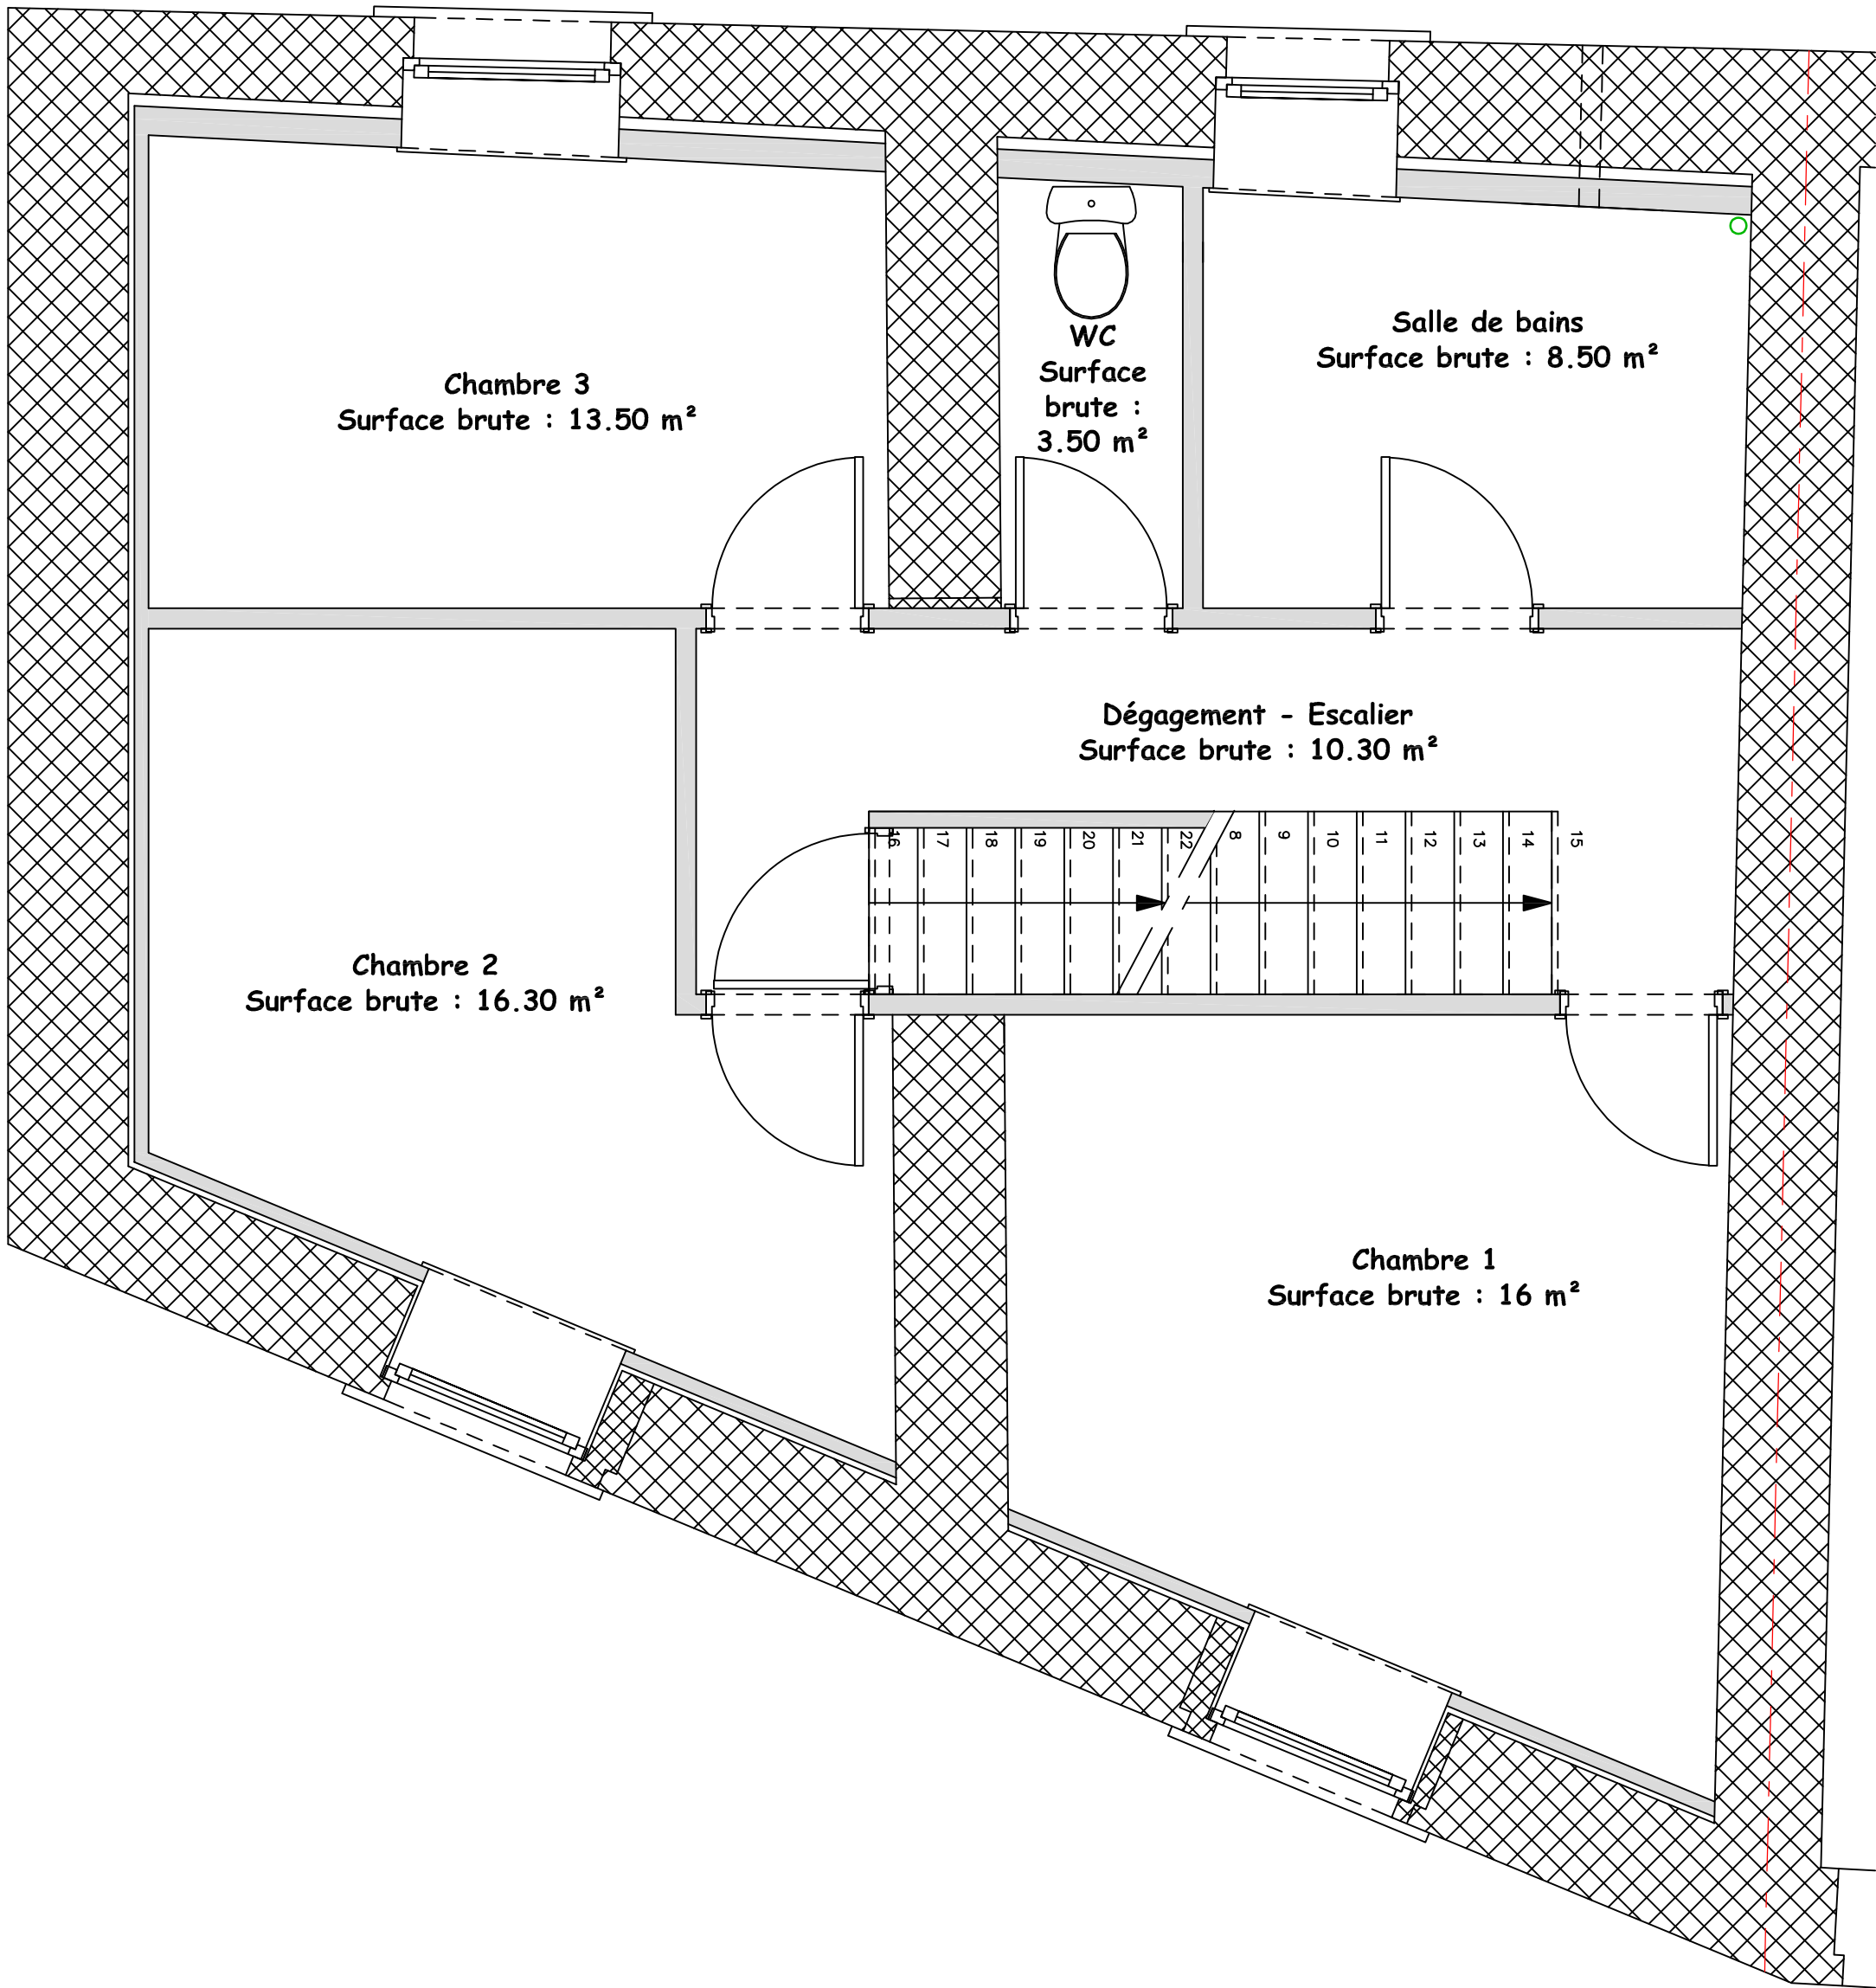 Salle de bains
Surface brute : 8.50 m²
WC
Surface
brute :
3.50 m²
Chambre 3
Surface brute : 13.50 m²
Dégagement - Escalier
Surface brute : 10.30 m²
16
17
18
19
20
21
22
8
9
10
11
12
13
14
15
Chambre 2
Surface brute : 16.30 m²
Chambre 1
Surface brute : 16 m²